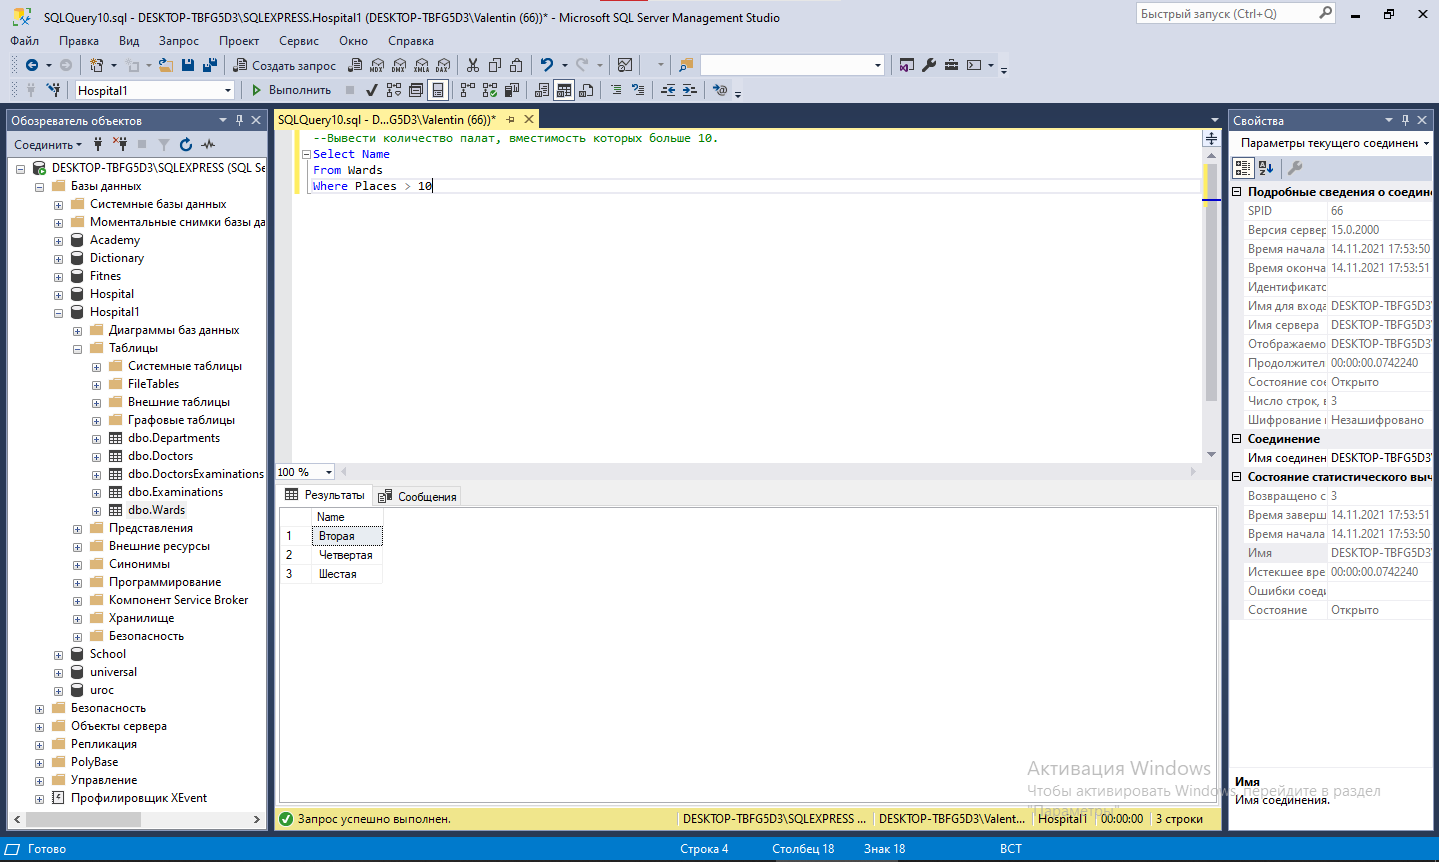 SQLQuery10.sql - DESKTOP-TBFG5D3\SQLEXPRESS.Hospital1 (DESKTOP-TBFG5D3\Valentin (66))* - Microsoft SQL Server Management Studio
Быстрый запуск (Ctrl+Q)
Файл Правка Вид Запрос Проект Сервис Окно Справка
Создать запрос MDX DMX XMLA DAX
Hospital1 Выполнить
Обозреватель объектов
Соединить
DESKTOP-TBFG5D3\SQLEXPRESS (SQL Se
Базы данных
Системные базы данных
Моментальные снимки базы да
Academy
Dictionary
Fitnes
Hospital
Hospital1
Диаграммы баз данных
Таблицы
Системные таблицы
FileTables
Внешние таблицы
Графовые таблицы
dbo.Departments
dbo.Doctors
dbo.DoctorsExaminations
dbo.Examinations
dbo.Wards
Представления
Внешние ресурсы
Синонимы
Программирование
Компонент Service Broker
Хранилище
Безопасность
School
universal
uroc
Безопасность
Объекты сервера
Репликация
PolyBase
Управление
Профилировщик XEvent
SQLQuery10.sql - D...G5D3\Valentin (66))*
--Вывести количество палат, вместимость которых больше 10.
Select Name
From Wards
Where Places > 10
100 %
Результаты Сообщения
Name
1 Вторая
2 Четвертая
3 Шестая
Запрос успешно выполнен. DESKTOP-TBFG5D3\SQLEXPRESS ... DESKTOP-TBFG5D3\Valent... Hospital1 00:00:00 3 строки
Свойства
Параметры текущего соединени
Подробные сведения о соедин
SPID 66
Версия сервер 15.0.2000
Время начала 14.11.2021 17:53:50
Время оконча 14.11.2021 17:53:51
Идентификатс
Имя для входа DESKTOP-TBFG5D3\
Имя сервера DESKTOP-TBFG5D3\
Отображаемо DESKTOP-TBFG5D3\
Продолжител 00:00:00.0742240
Состояние сое Открыто
Число строк, в 3
Шифрование Незашифровано
Соединение
Имя соединен DESKTOP-TBFG5D3\
Состояние статистического выч
Возвращено с 3
Время заверш 14.11.2021 17:53:51
Время начала 14.11.2021 17:53:50
Имя DESKTOP-TBFG5D3\
Истекшее вре 00:00:00.0742240
Ошибки соеди
Состояние Открыто
Имя
Имя соединения.
Активация Windows
Чтобы активировать Windows, перейдите в раздел
"Параметры".
Готово Строка 4 Столбец 18 Знак 18 ВСТ